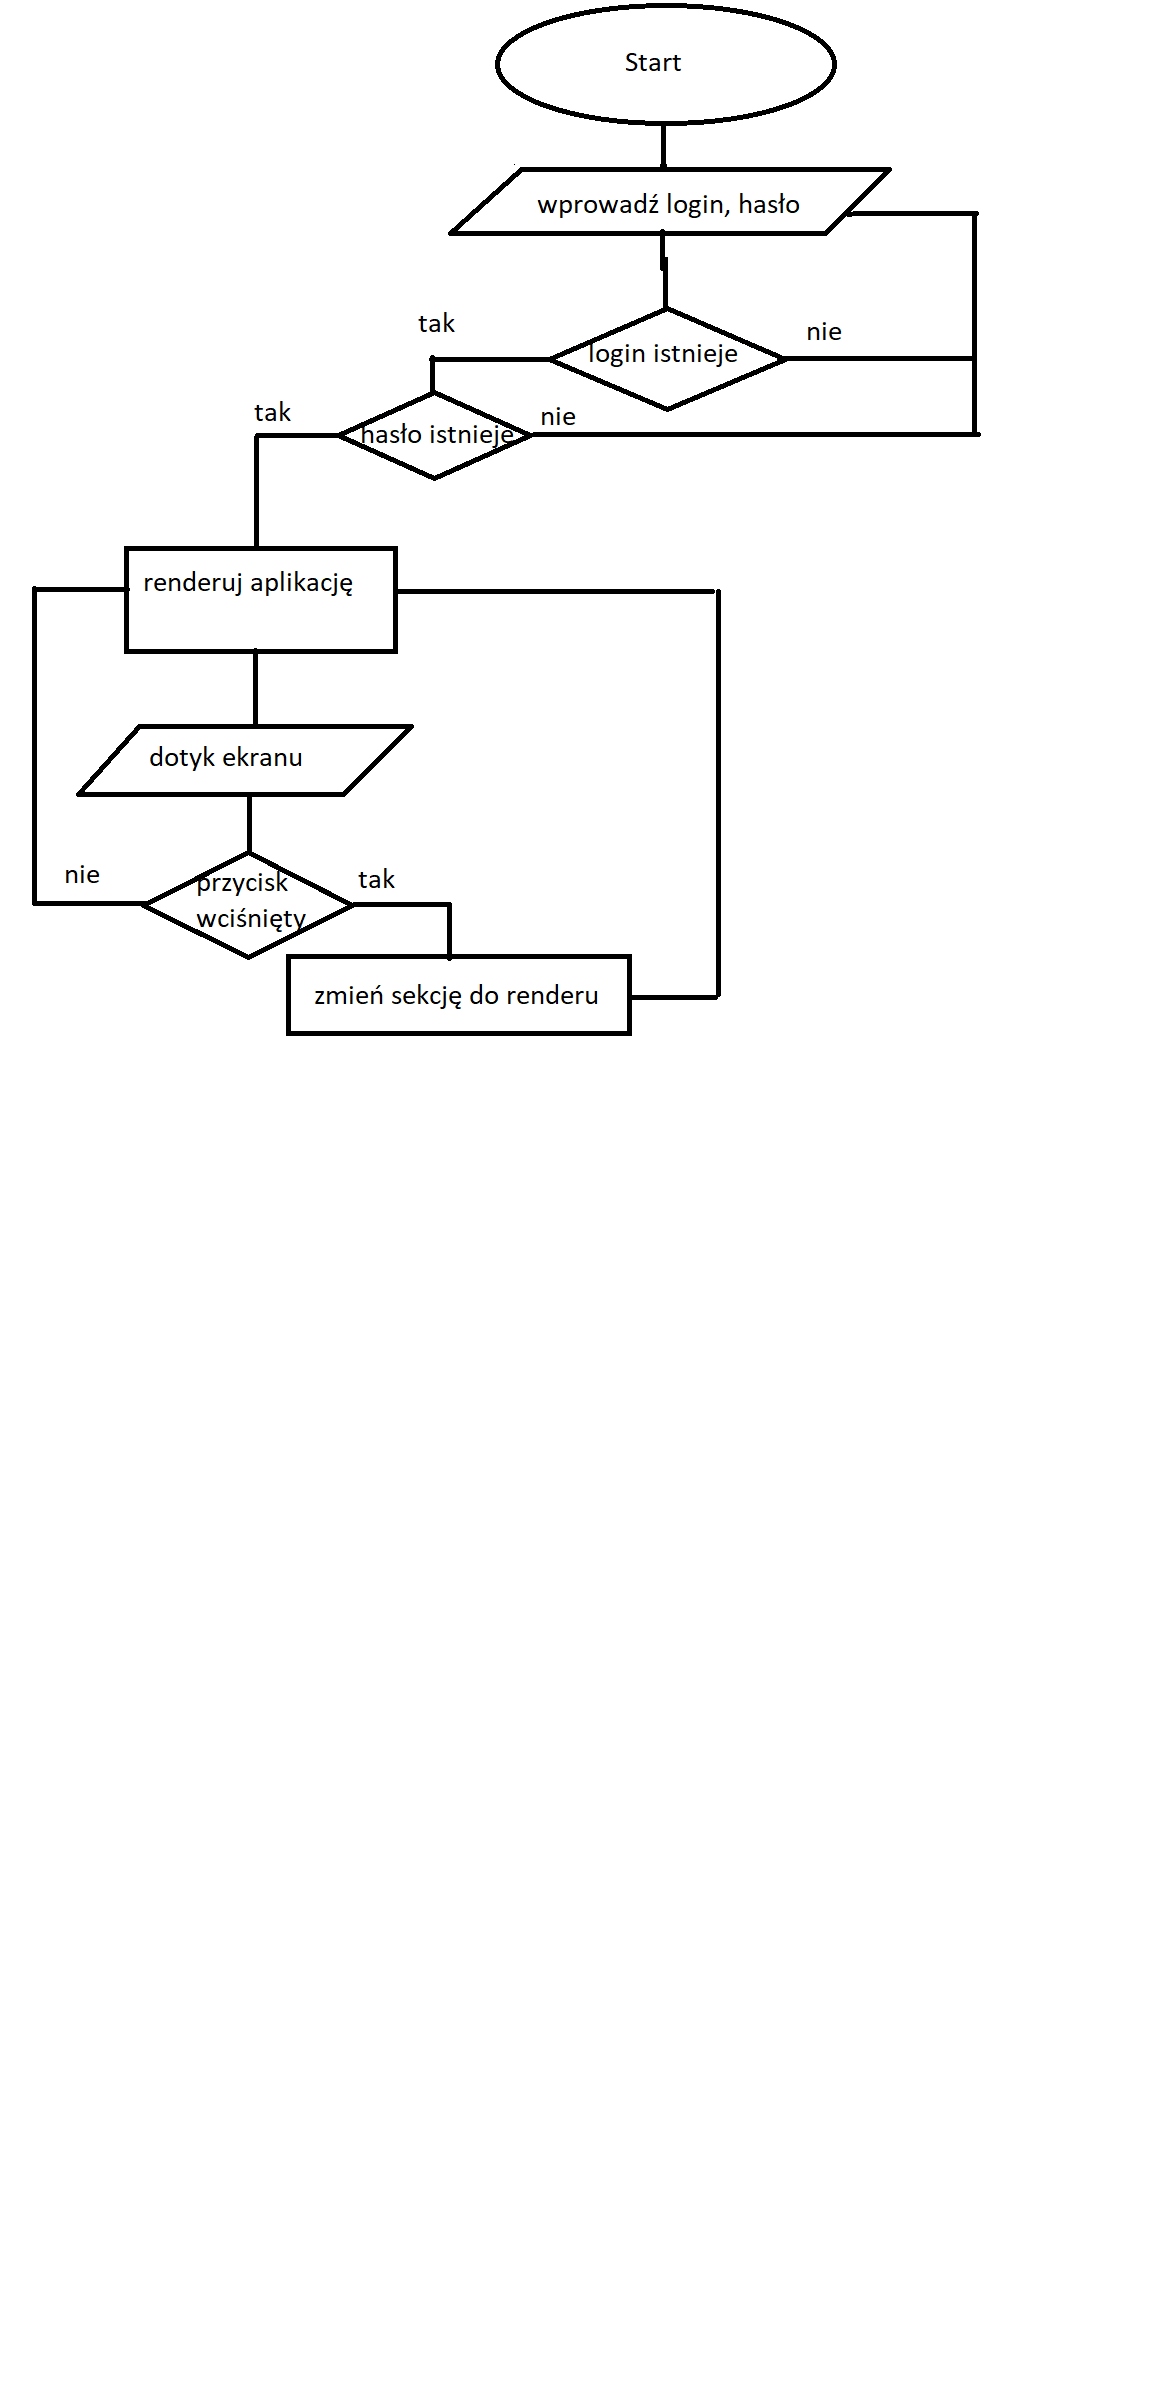 Start
wprowadź login, hasło
tak
nie
login istnieje
tak
nie
hasło istnieje
renderuj aplikację
dotyk ekranu
nie
tak
przycisk
wciśnięty
zmień sekcję do renderu